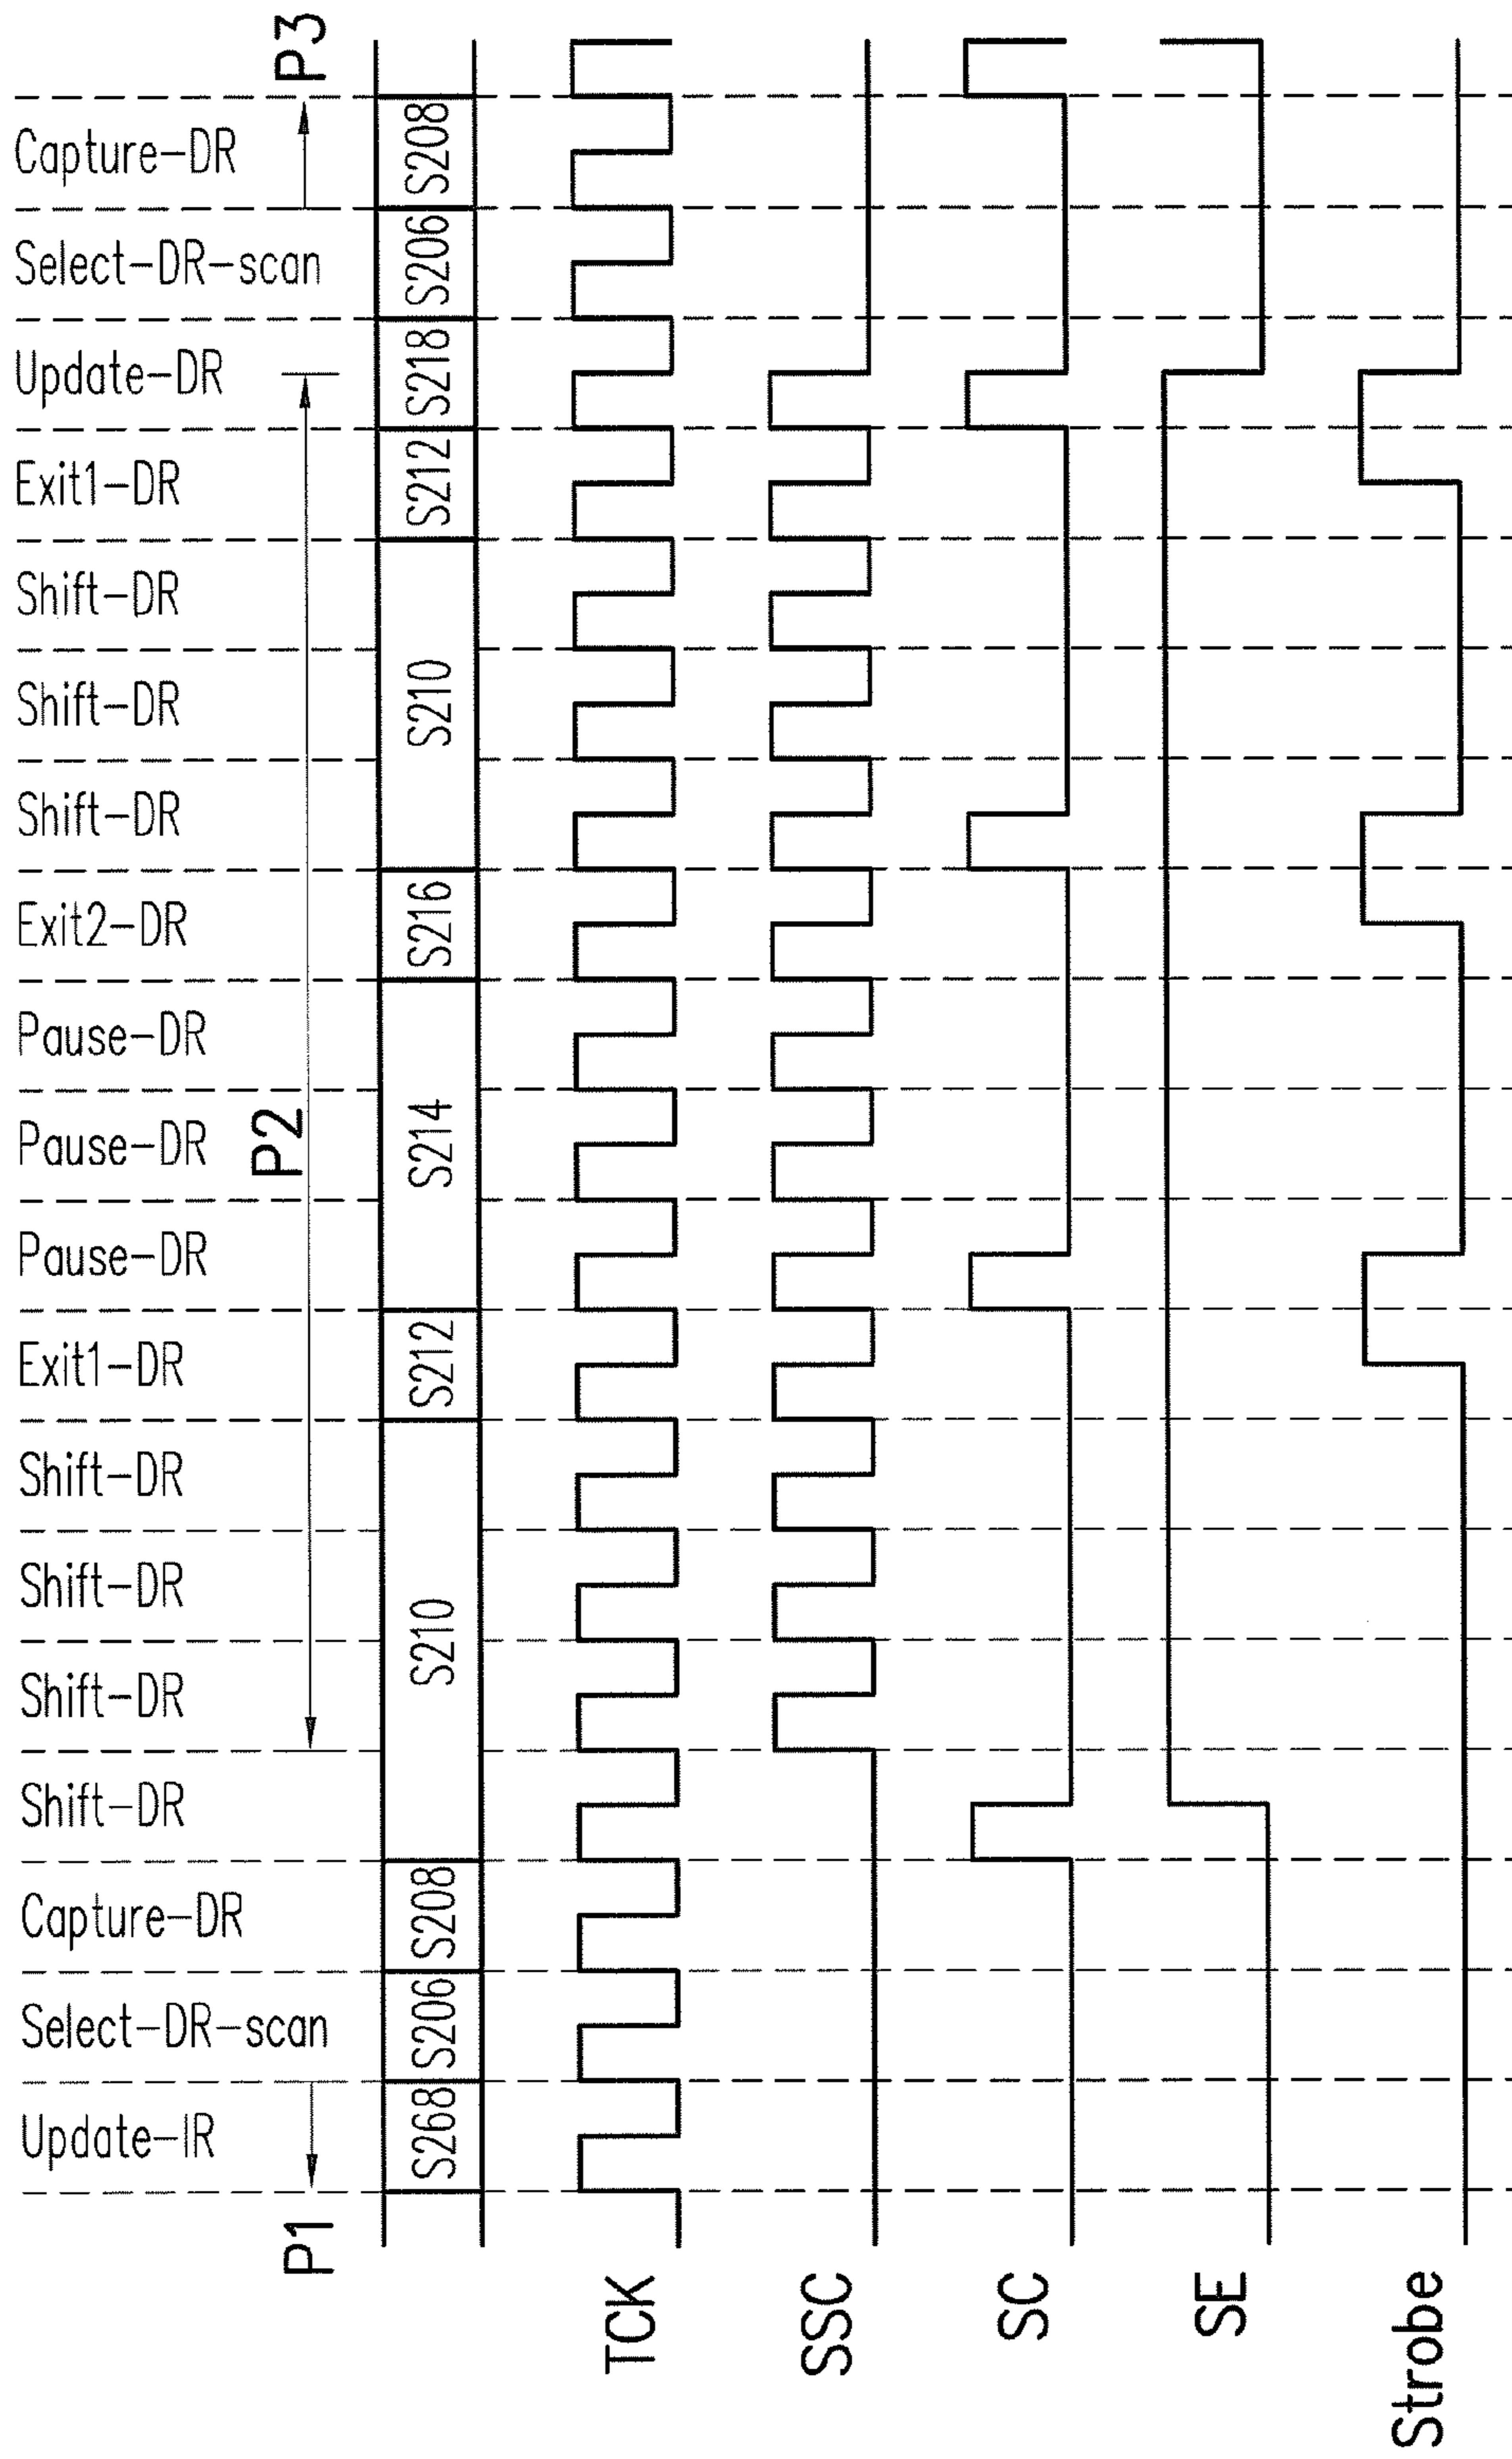 Update-IR
Select-DR-scan
Capture-DR
Shift-DR
Shift-DR
Shift-DR
Shift-DR
Exit1-DR
Pause-DR
Pause-DR
Pause-DR
Exit2-DR
Shift-DR
Shift-DR
Shift-DR
Exit1-DR
Update-DR
Select-DR-scan
Capture-DR
P1
P2
P3
S268
S206
S208
S210
S212
S214
S216
S210
S212
S218
S206
S208
TCK
SSC
SC
SE
Strobe